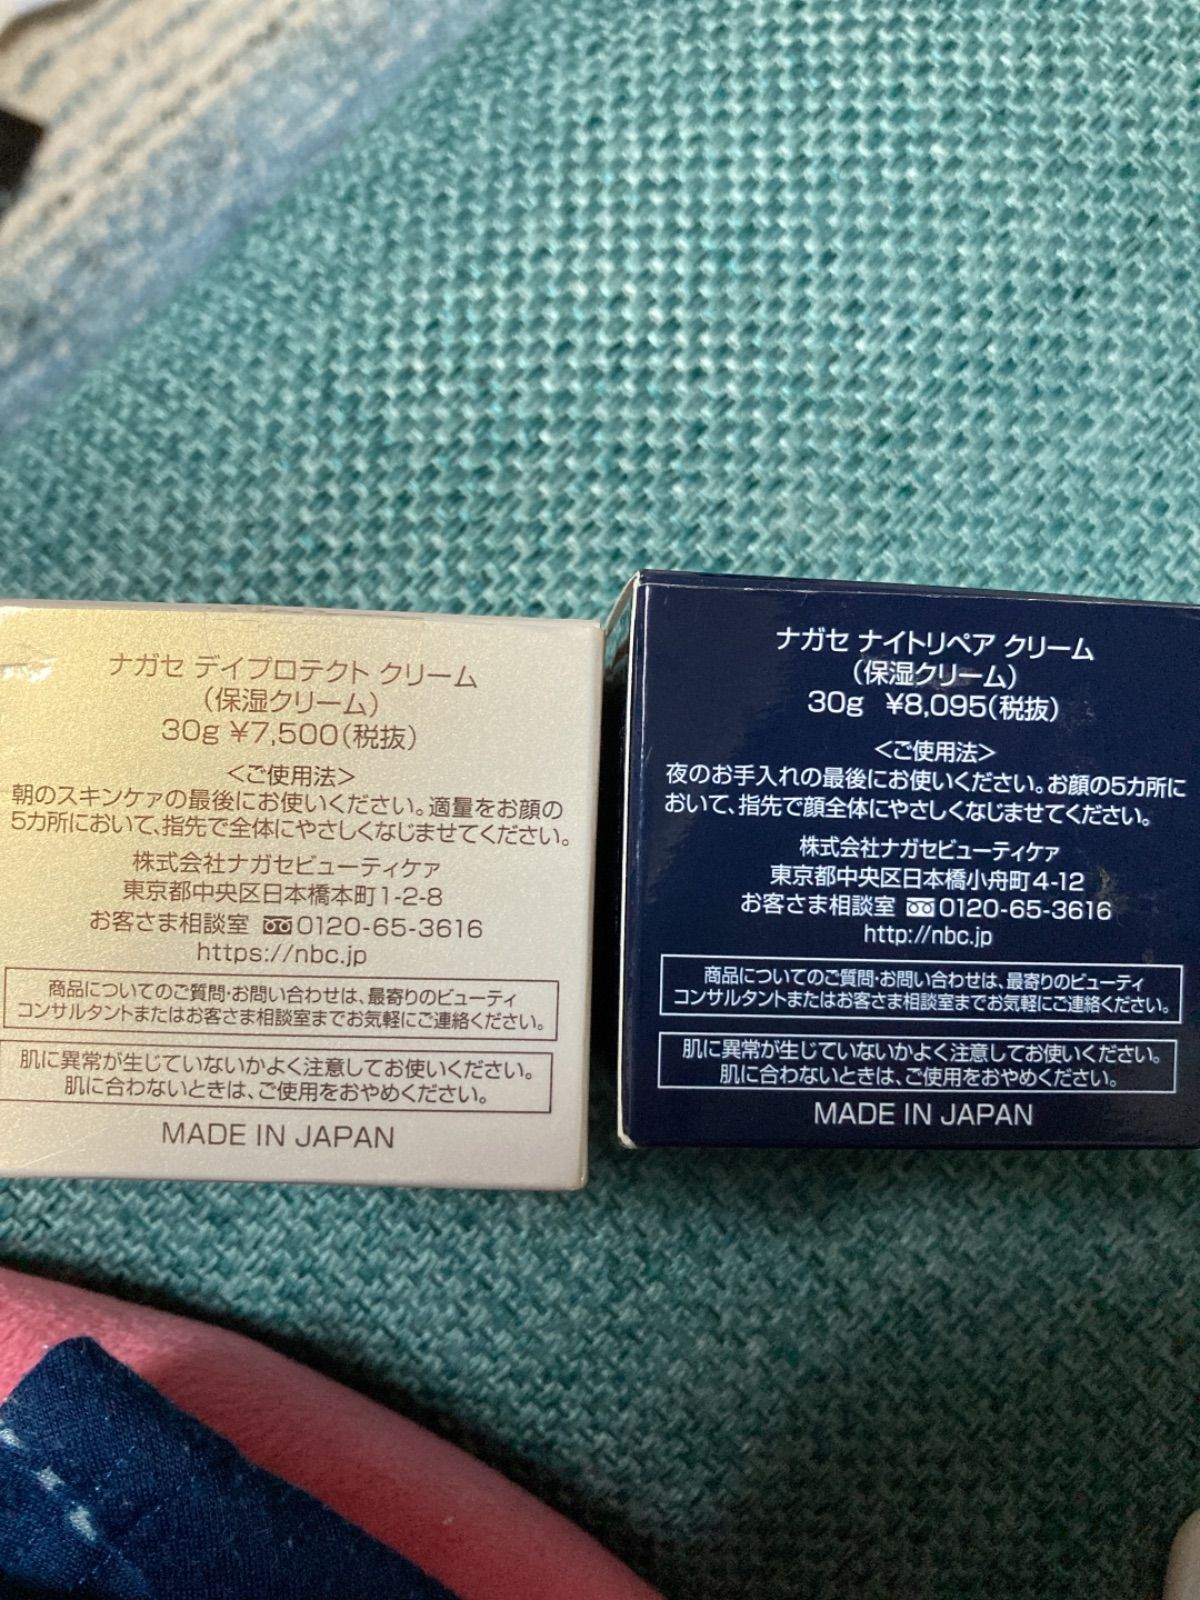 ナガセ デイプロテクト クリーム
（保湿クリーム）
30g ¥7,500（税抜）
＜ご使用法＞
朝のスキンケアの最後にお使いください。適量をお顔の
5カ所において、指先で全体にやさしくなじませてください。
株式会社ナガセビューティケァ
東京都中央区日本橋本町1-2-8
お客さま相談室 0120-65-3616
https://nbc.jp
商品についてのご質問・お問い合わせは、最寄りのビューティ
コンサルタントまたはお客さま相談室までお気軽にご連絡ください。
肌に異常が生じていないかよく注意してお使いください。
肌に合わないときは、ご使用をおやめください。
MADE IN JAPAN
ナガセ ナイトリペア クリーム
（保湿クリーム）
30g ¥8,095（税抜）
＜ご使用法＞
夜のお手入れの最後にお使いください。お顔の5カ所に
おいて、指先で顔全体にやさしくなじませてください。
株式会社ナガセビューティケァ
東京都中央区日本橋小舟町4-12
お客さま相談室 0120-65-3616
http://nbc.jp
商品についてのご質問・お問い合わせは、最寄りのビューティ
コンサルタントまたはお客さま相談室までお気軽にご連絡ください。
肌に異常が生じていないかよく注意してお使いください。
肌に合わないときは、ご使用をおやめください。
MADE IN JAPAN